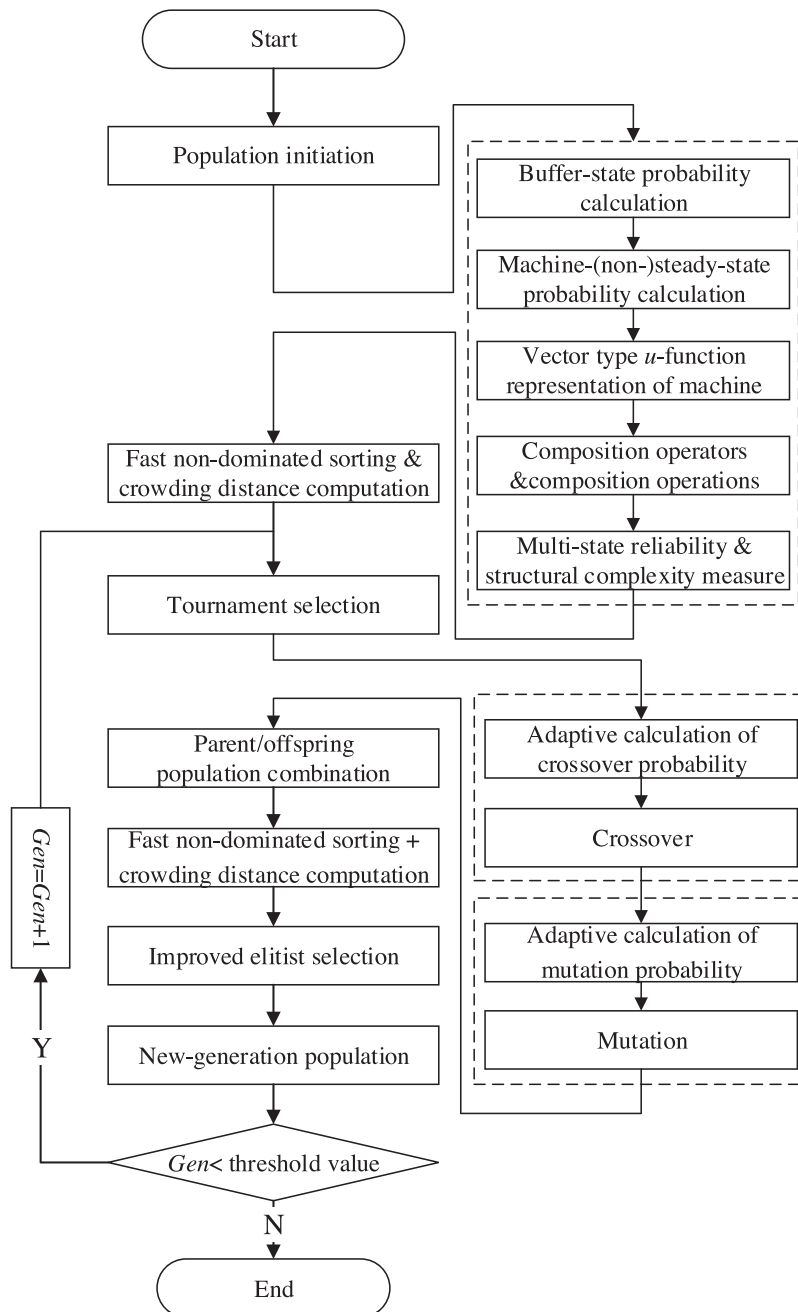 Start
Population initiation
Buffer-state probability
calculation
Machine-(non-)steady-state
probability calculation
Vector type u-function
representation of machine
Composition operators
&composition operations
Multi-state reliability &
structural complexity measure
Fast non-dominated sorting &
crowding distance computation
Tournament selection
Adaptive calculation of
crossover probability
Crossover
Adaptive calculation of
mutation probability
Mutation
Parent/offspring
population combination
Fast non-dominated sorting +
crowding distance computation
Improved elitist selection
New-generation population
Gen< threshold value
Y
Gen=Gen+1
N
End